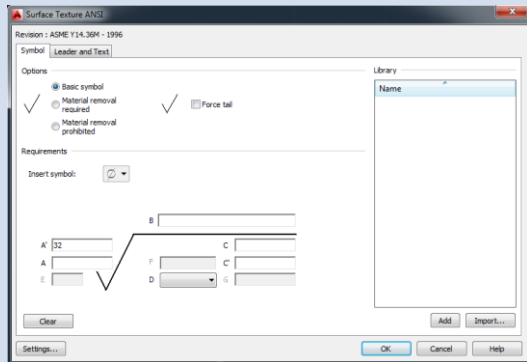 Surface Texture ANSI
Revision : ASME Y14.36M - 1996
Symbol Leader and Text
Options
Basic symbol
Material removal
required
Material removal
prohibited
Force tail
Library
Name
Requirements
Insert symbol:
B
A' 32
C
A
F
C'
E
D
G
Clear
Add Import...
Settings...
OK Cancel Help